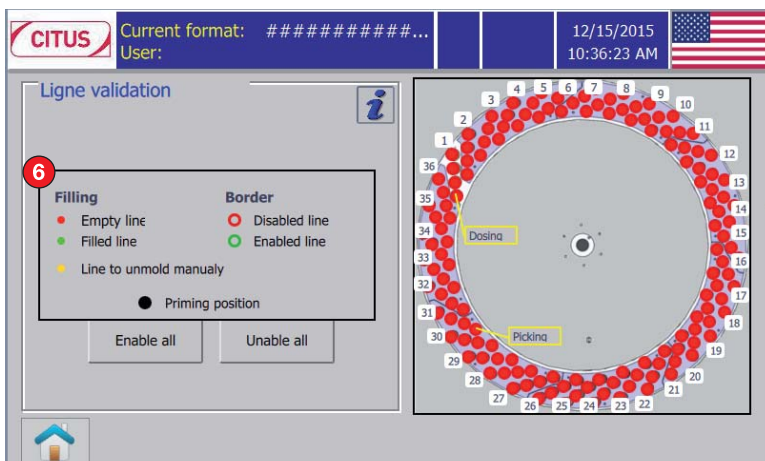 CITUS
Current format: ###########...
User:
12/15/2015
10:36:23 AM
Ligne validation
i
6
Filling
Border
Empty line
Disabled line
Filled line
Enabled line
Line to unmold manualy
Priming position
Enable all
Unable all
1
2
3
4
5
6
7
8
9
10
11
12
13
14
15
16
17
18
19
20
21
22
23
24
25
26
27
28
29
30
31
32
33
34
35
36
Dosing
Picking